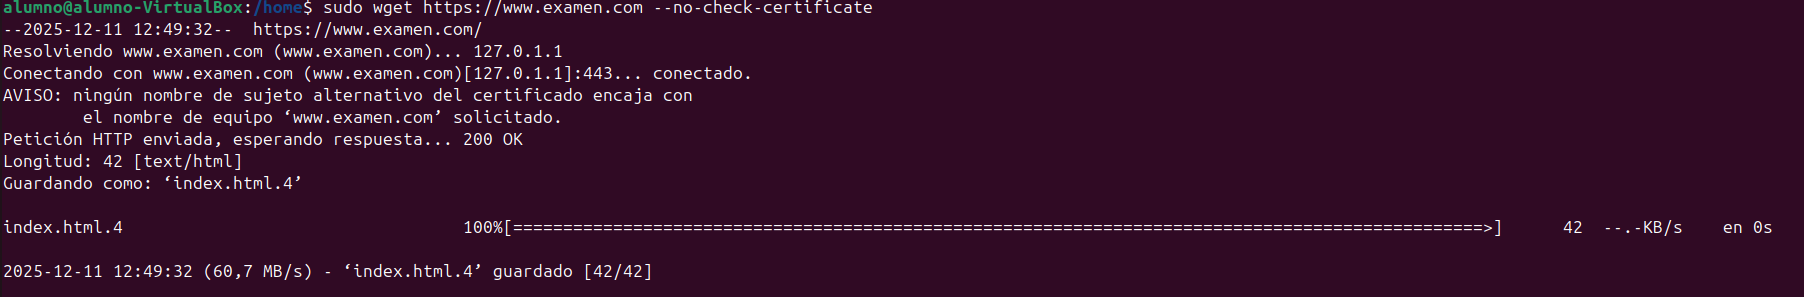 alumno@alumno-VirtualBox:/home$ sudo wget https://www.examen.com --no-check-certificate
--2025-12-11 12:49:32--  https://www.examen.com/
Resolviendo www.examen.com (www.examen.com)... 127.0.1.1
Conectando con www.examen.com (www.examen.com)[127.0.1.1]:443... conectado.
AVISO: ningún nombre de sujeto alternativo del certificado encaja con
        el nombre de equipo ‘www.examen.com’ solicitado.
Petición HTTP enviada, esperando respuesta... 200 OK
Longitud: 42 [text/html]
Guardando como: ‘index.html.4’

index.html.4                                  100%[=================================================================================================>]      42  --.-KB/s    en 0s

2025-12-11 12:49:32 (60,7 MB/s) - ‘index.html.4’ guardado [42/42]